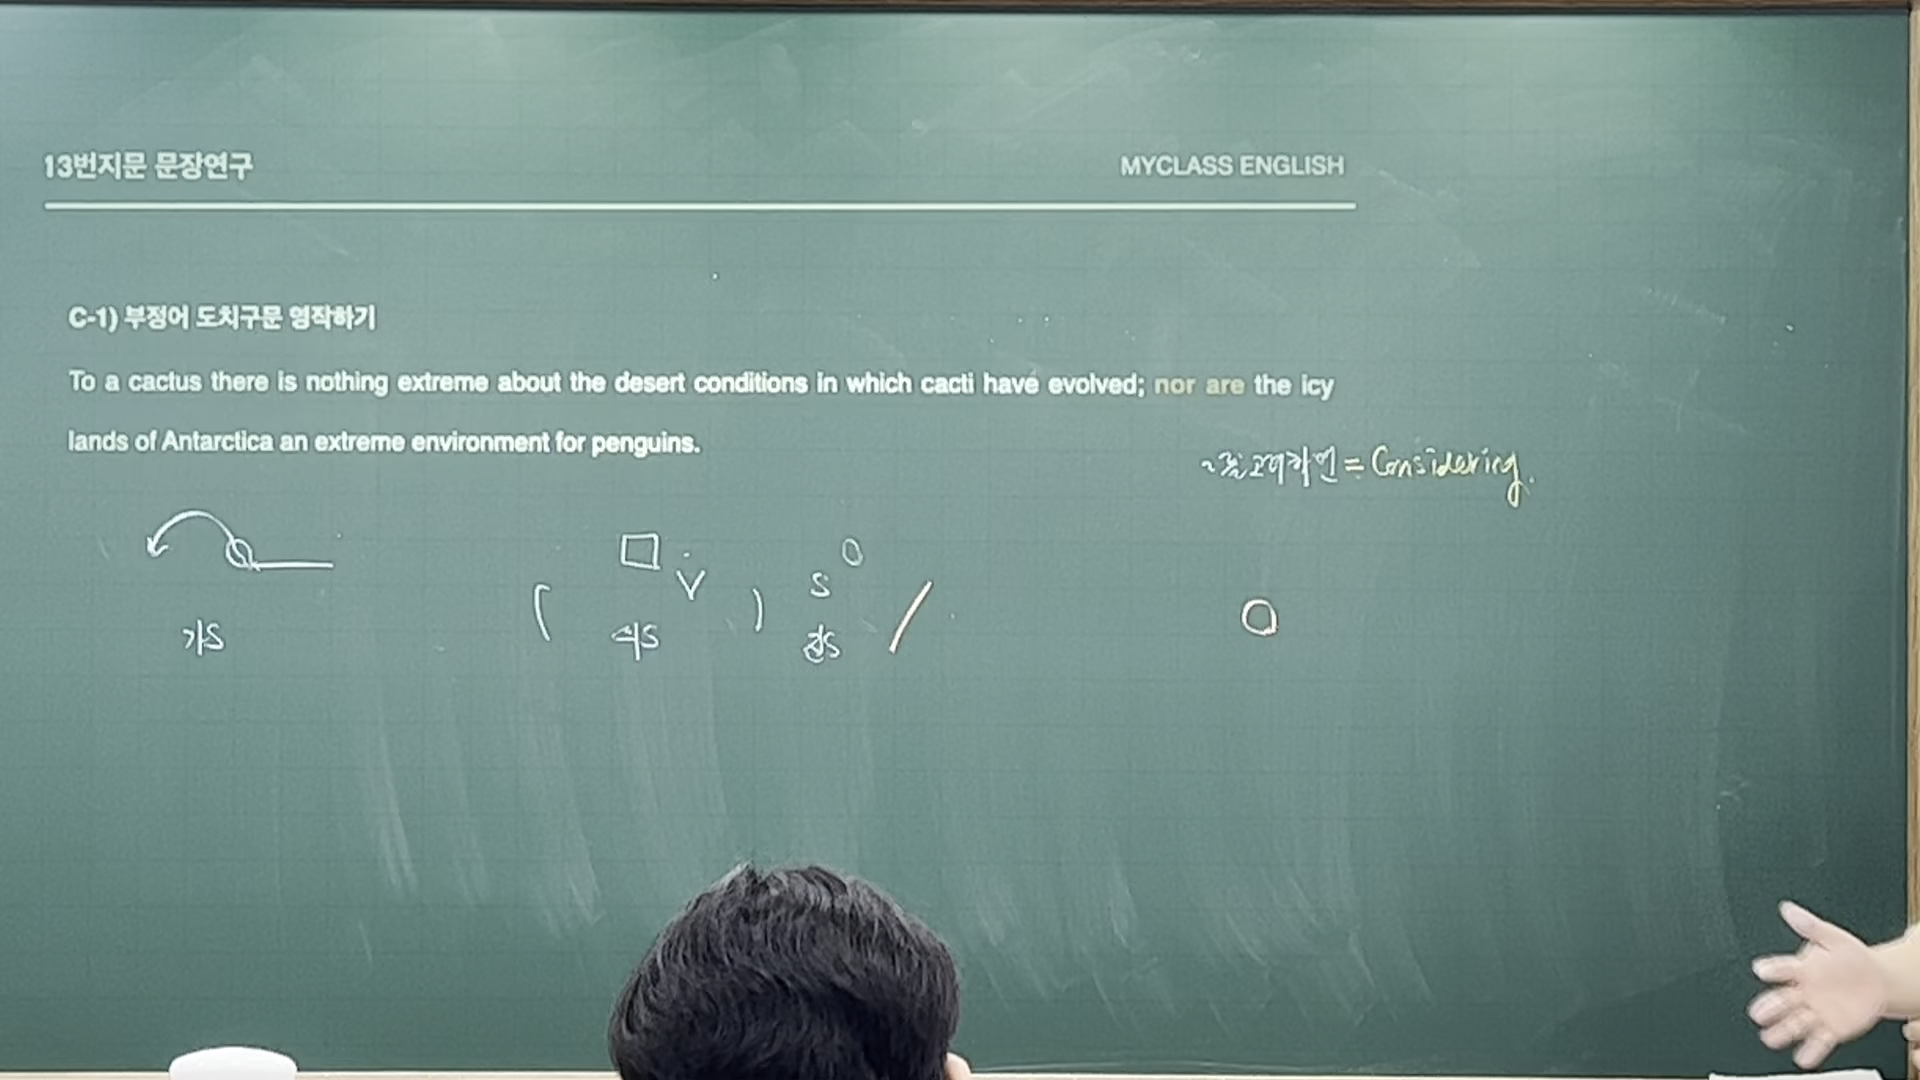 13번지문 문장연구
MYCLASS ENGLISH
C-1) 부정어 도치구문 영작하기
To a cactus there is nothing extreme about the desert conditions in which cacti have evolved; nor are the icy
lands of Antarctica an extreme environment for penguins.
~를 고려하면 = Considering.
V
S
가S
진S